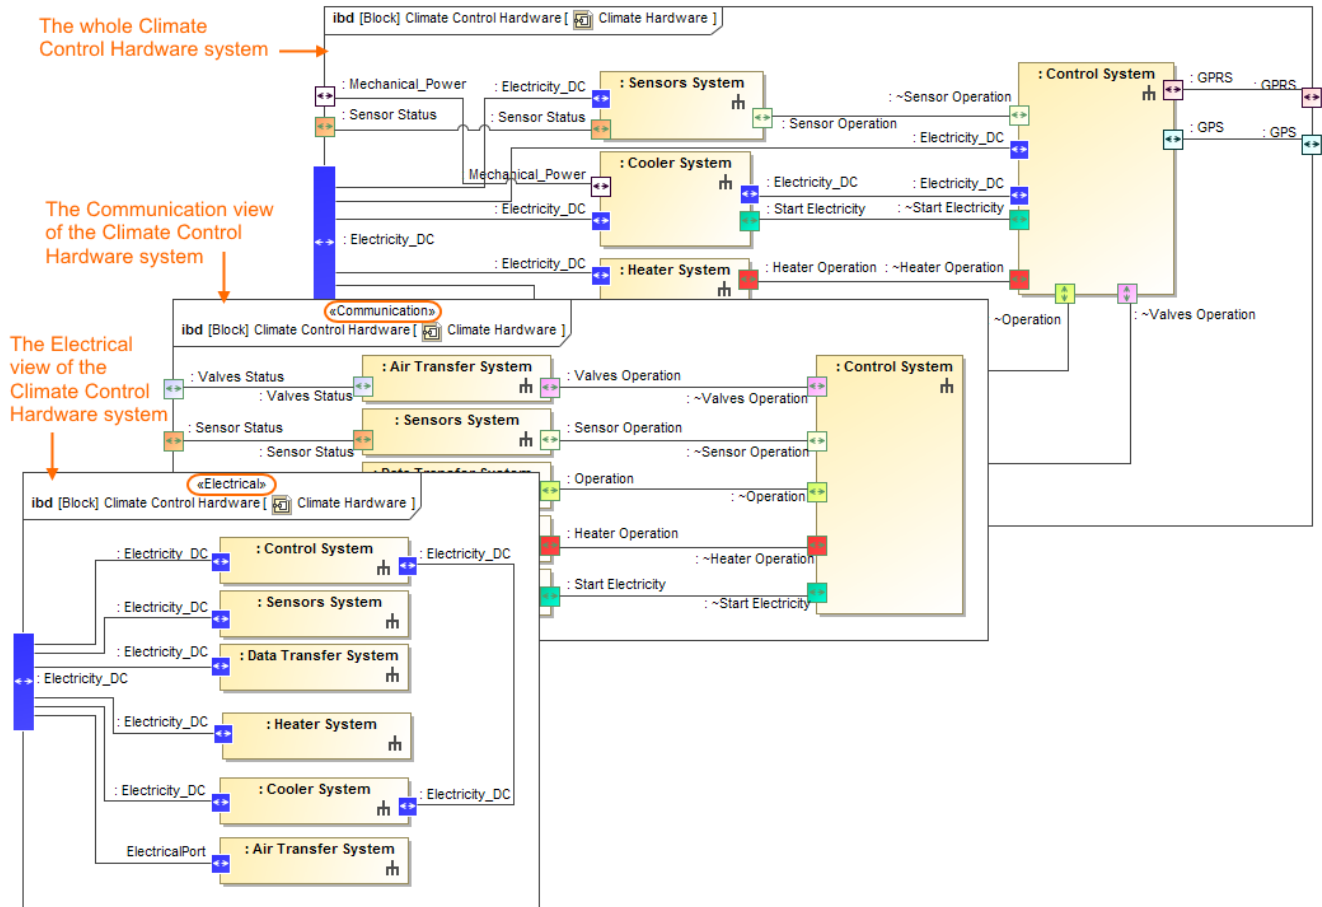 The whole Climate
Control Hardware system
ibd [Block] Climate Control Hardware [ Climate Hardware ]
: Mechanical_Power
: Sensor Status
: Electricity_DC
: Sensor Status
: Sensors System
: Sensor Operation
: ~Sensor Operation
: Electricity_DC
: Control System
: GPRS
: GPRS
: GPS
: GPS
Mechanical_Power
: Electricity_DC
: Cooler System
: Electricity_DC
: Electricity_DC
: Start Electricity
: ~Start Electricity
: Electricity_DC
: Electricity_DC
: Heater System
: Heater Operation
: ~Heater Operation
~Operation
: ~Valves Operation
The Communication view
of the Climate Control
Hardware system
«Communication»
ibd [Block] Climate Control Hardware [ Climate Hardware ]
: Valves Status
: Valves Status
: Air Transfer System
: Valves Operation
: ~Valves Operation
: Control System
: Sensor Status
: Sensor Status
: Sensors System
: Sensor Operation
: ~Sensor Operation
: Data Transfer System
: Operation
: ~Operation
: Heater Operation
: ~Heater Operation
: Start Electricity
: ~Start Electricity
The Electrical
view of the
Climate Control
Hardware system
«Electrical»
ibd [Block] Climate Control Hardware [ Climate Hardware ]
: Electricity_DC
: Control System
: Electricity_DC
: Electricity_DC
: Sensors System
: Electricity_DC
: Data Transfer System
: Electricity_DC
: Electricity_DC
: Heater System
: Electricity_DC
: Cooler System
: Electricity_DC
ElectricalPort
: Air Transfer System